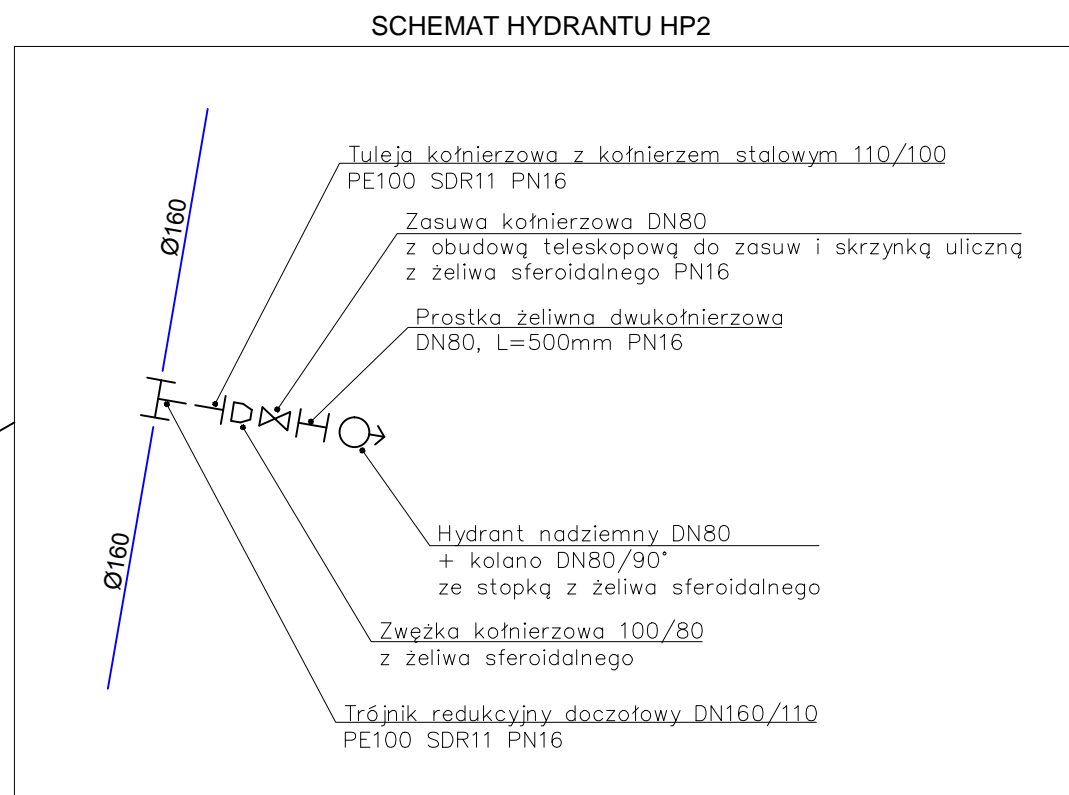 SCHEMAT HYDRANTU HP2
Tuleja kołnierzowa z kołnierzem stalowym 110/100
PE100 SDR11 PN16
Ø160
Zasuwa kołnierzowa DN80
z obudową teleskopową do zasuw i skrzynką uliczną
z żeliwa sferoidalnego PN16
Prostka żeliwna dwukołnierzowa
DN80, L=500mm PN16
Hydrant nadziemny DN80
+ kolano DN80/90°
ze stopką z żeliwa sferoidalnego
Ø160
Zwężka kołnierzowa 100/80
z żeliwa sferoidalnego
Trójnik redukcyjny doczołowy DN160/110
PE100 SDR11 PN16